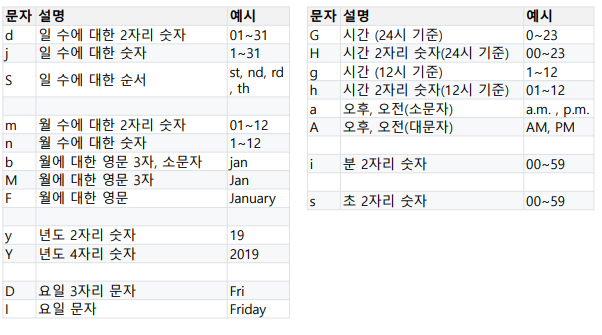 문자 설명 예시
d 일 수에 대한 2자리 숫자 01~31
j 일 수에 대한 숫자 1~31
S 일 수에 대한 순서 st, nd, rd
, th
m 월 수에 대한 2자리 숫자 01~12
n 월 수에 대한 숫자 1~12
b 월에 대한 영문 3자, 소문자 jan
M 월에 대한 영문 3자 Jan
F 월에 대한 영문 January
y 년도 2자리 숫자 19
Y 년도 4자리 숫자 2019
D 요일 3자리 문자 Fri
l 요일 문자 Friday
문자 설명 예시
G 시간 (24시 기준) 0~23
H 시간 2자리 숫자(24시 기준) 00~23
g 시간 (12시 기준) 1~12
h 시간 2자리 숫자(12시 기준) 01~12
a 오후, 오전(소문자) a.m. , p.m.
A 오후, 오전(대문자) AM, PM
i 분 2자리 숫자 00~59
s 초 2자리 숫자 00~59